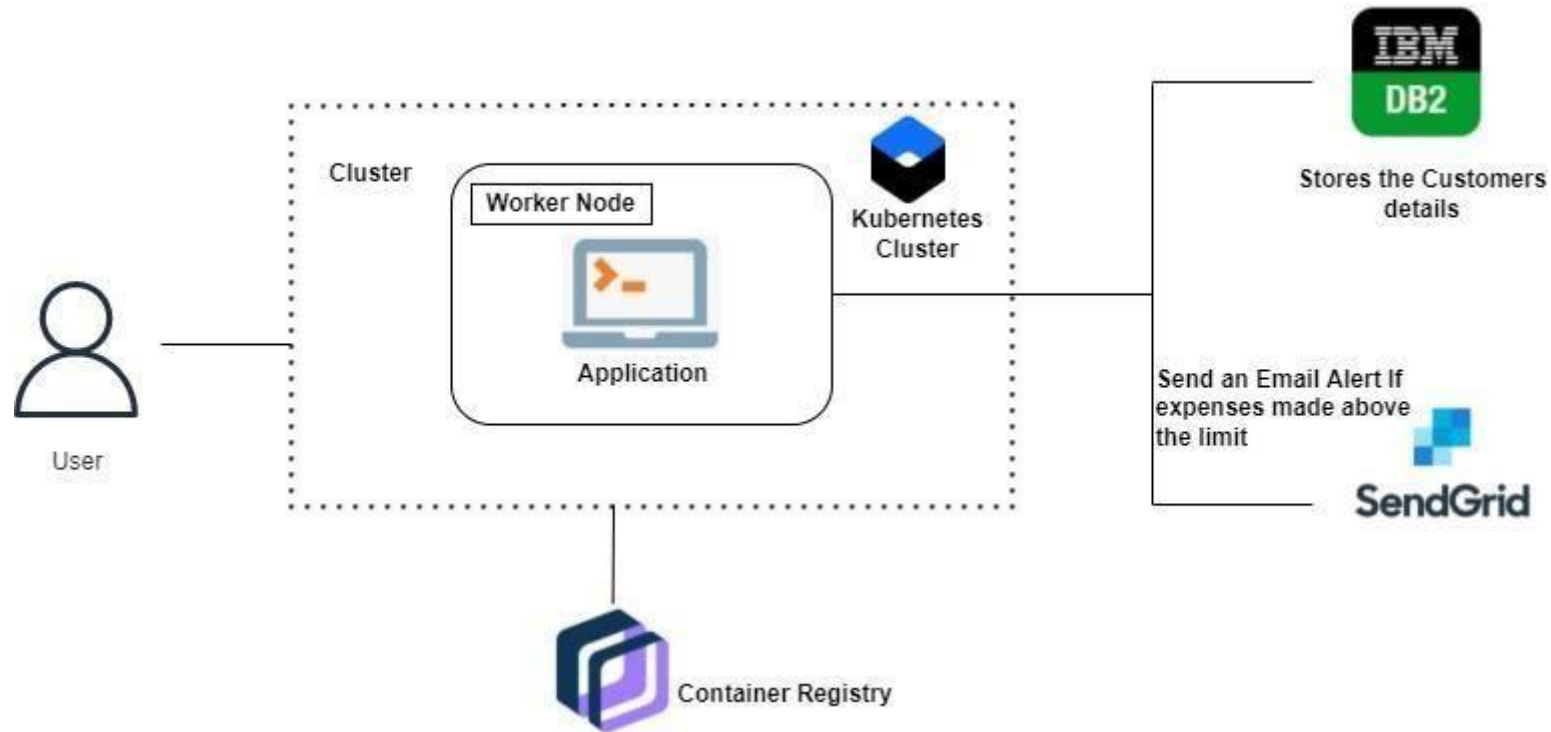 IBM
DB2
Stores the Customers
details
Cluster
Worker Node
Kubernetes
Cluster
Application
User
Send an Email Alert If
expenses made above
the limit
SendGrid
Container Registry